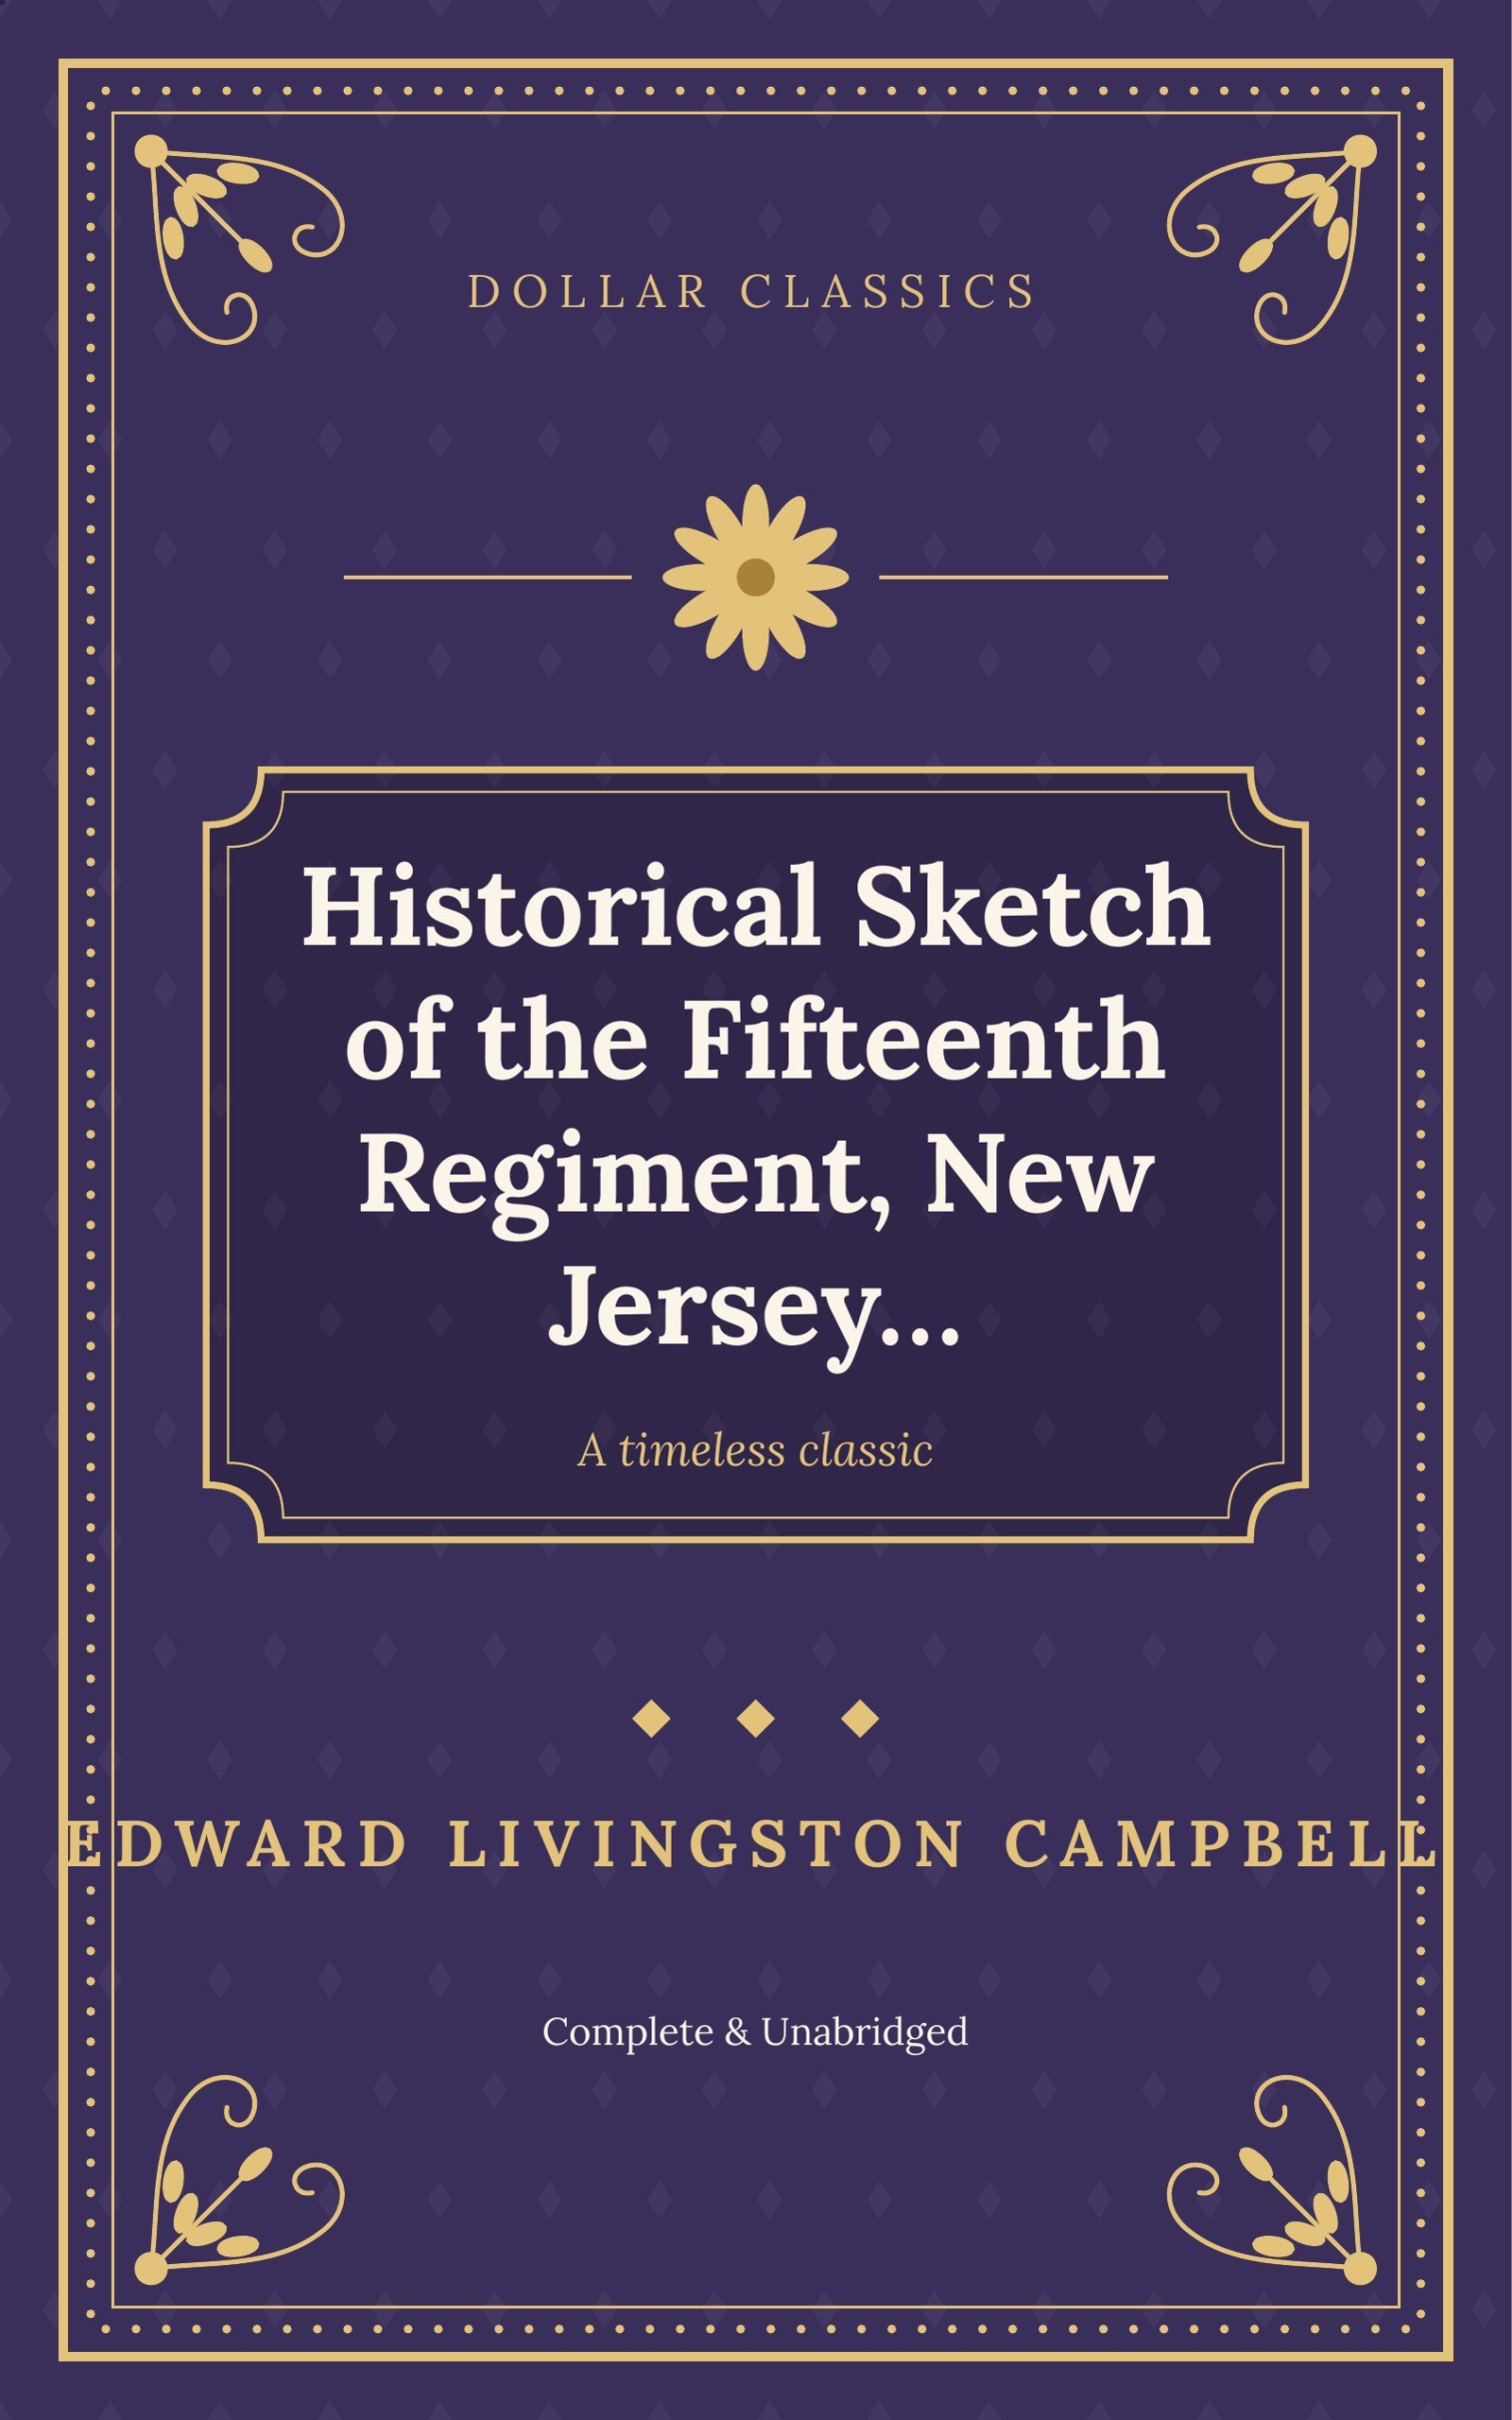 DOLLAR CLASSICS
Historical Sketch
of the Fifteenth
Regiment, New
Jersey...
A timeless classic
EDWARD LIVINGSTON CAMPBELL
Complete & Unabridged